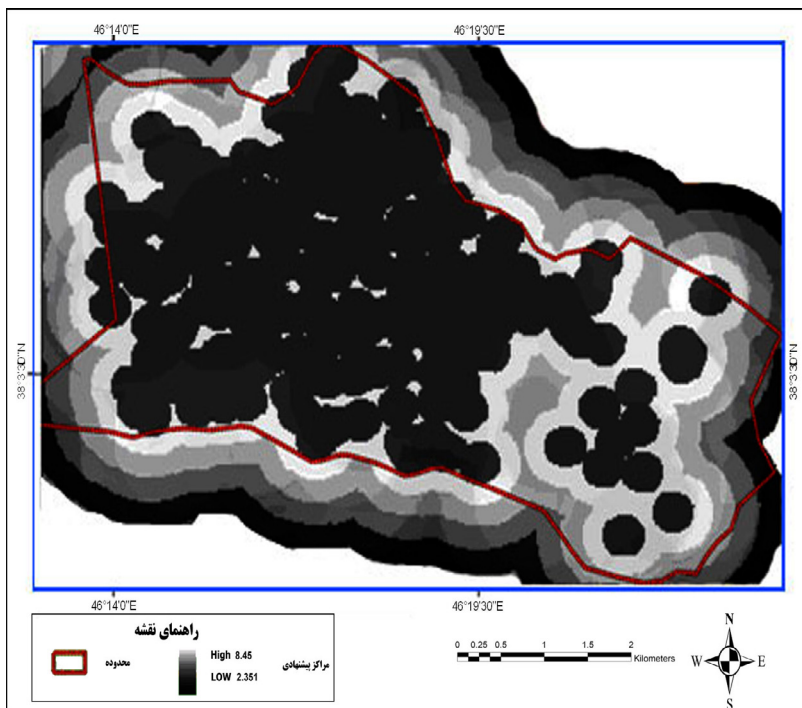 46°14'0"E
46°19'30"E
38°3'30"N
38°3'30"N
46°14'0"E
46°19'30"E
راهنمای نقشه
محدوده
High 8.45
LOW 2.351
مراکز پیشنهادی
0 0.25 0.5 1 1.5 2
Kilometers
N
W
E
S